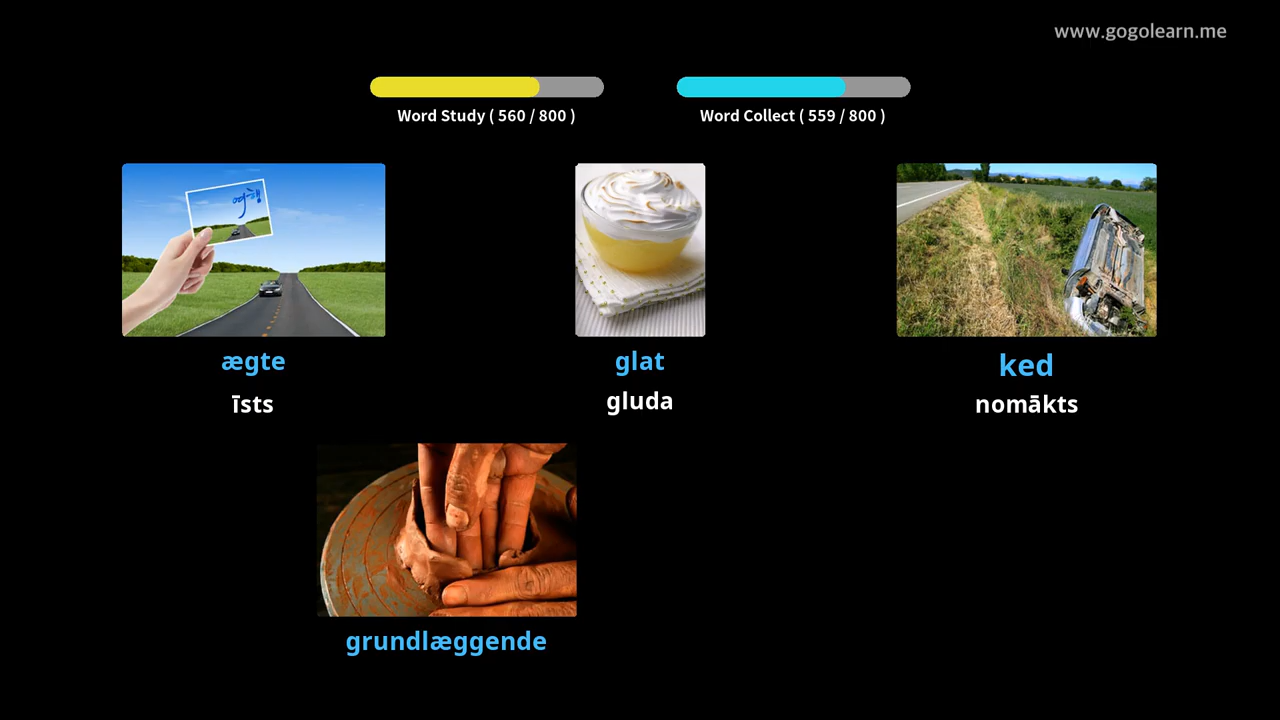 www.gogolearn.me
Word Study ( 560 / 800 )
Word Collect ( 559 / 800 )
ægte
glat
ked
īsts
gluda
nomākts
grundlæggende